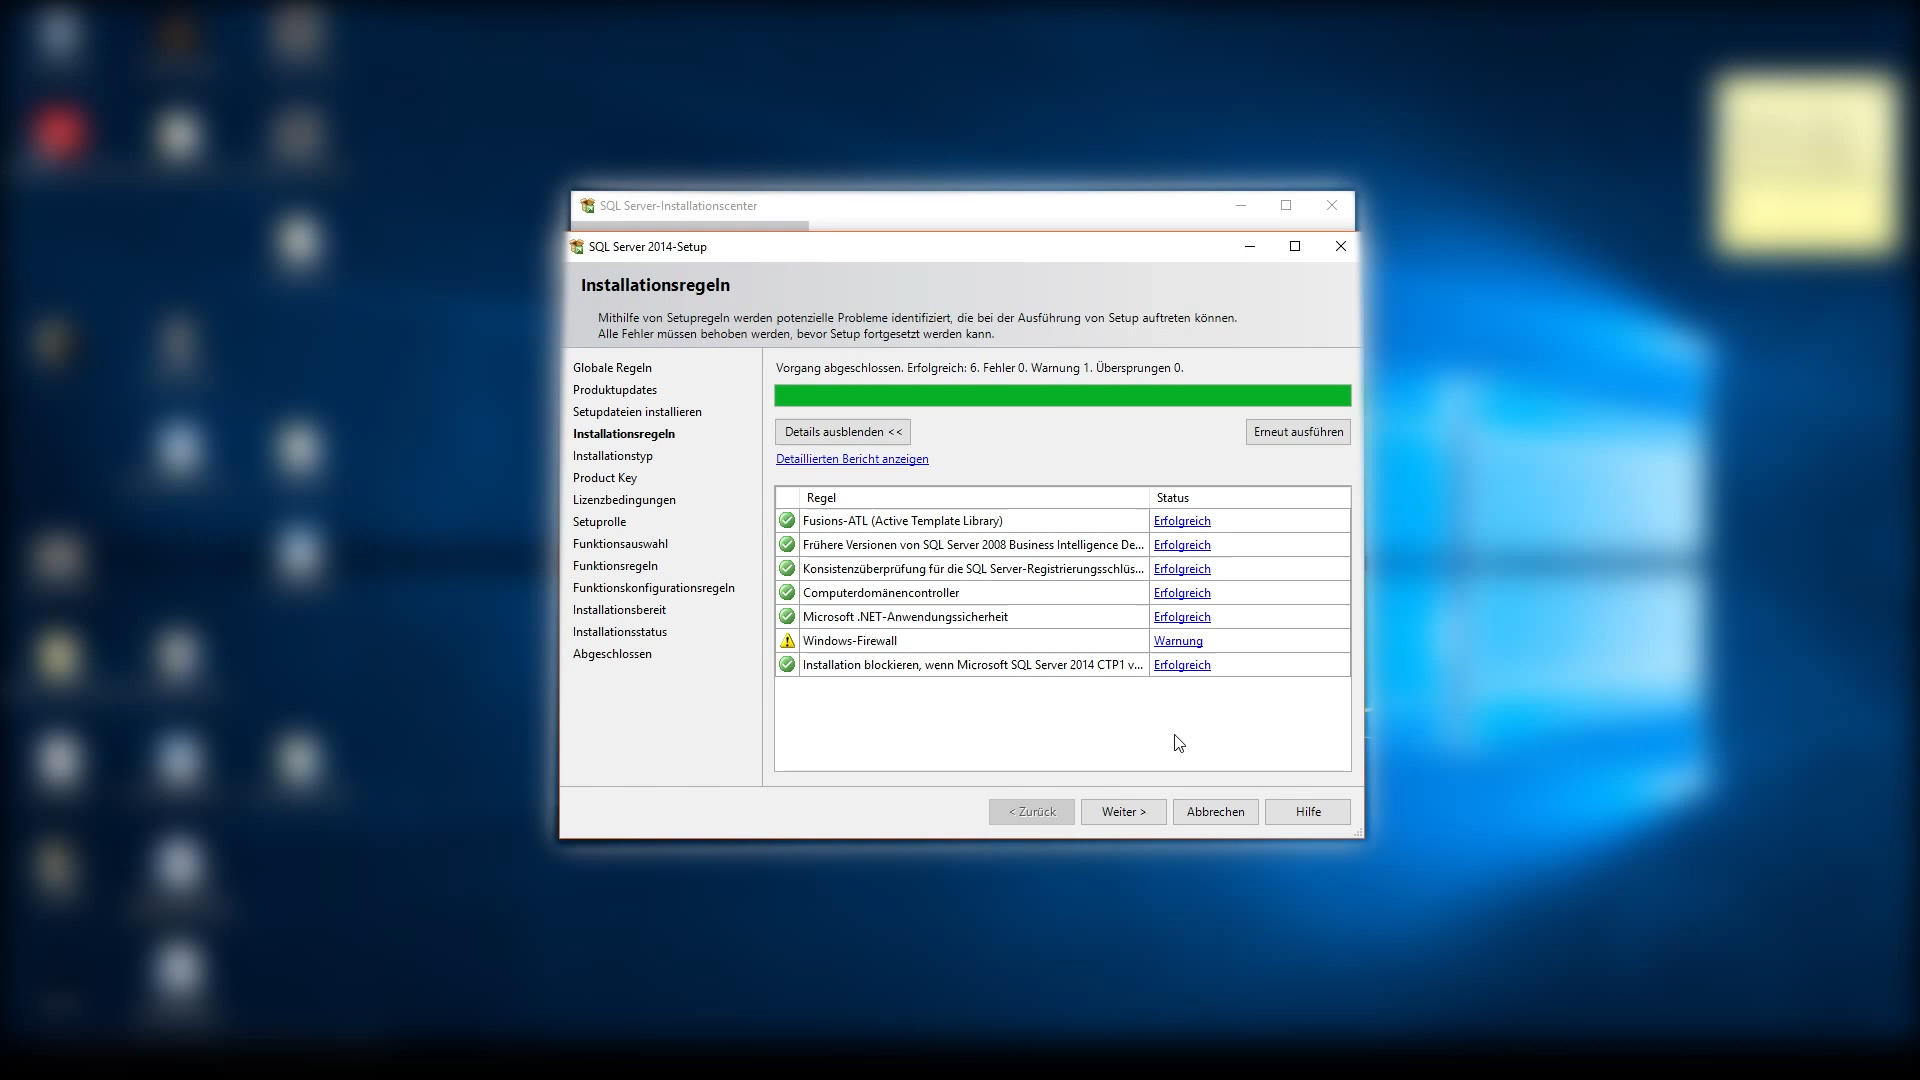 SQL Server-Installationscenter
SQL Server 2014-Setup
Installationsregeln
Mithilfe von Setupregeln werden potenzielle Probleme identifiziert, die bei der Ausführung von Setup auftreten können.
Alle Fehler müssen behoben werden, bevor Setup fortgesetzt werden kann.
Globale Regeln
Produktupdates
Setupdateien installieren
Installationsregeln
Installationstyp
Product Key
Lizenzbedingungen
Setuprolle
Funktionsauswahl
Funktionsregeln
Funktionskonfigurationsregeln
Installationsbereit
Installationsstatus
Abgeschlossen
Vorgang abgeschlossen. Erfolgreich: 6. Fehler 0. Warnung 1. Übersprungen 0.
Details ausblenden << Erneut ausführen
Detaillierten Bericht anzeigen
Regel Status
Fusions-ATL (Active Template Library) Erfolgreich
Frühere Versionen von SQL Server 2008 Business Intelligence De... Erfolgreich
Konsistenzüberprüfung für die SQL Server-Registrierungsschlüs... Erfolgreich
Computerdomänencontroller Erfolgreich
Microsoft .NET-Anwendungssicherheit Erfolgreich
Windows-Firewall Warnung
Installation blockieren, wenn Microsoft SQL Server 2014 CTP1 v... Erfolgreich
< Zurück Weiter > Abbrechen Hilfe